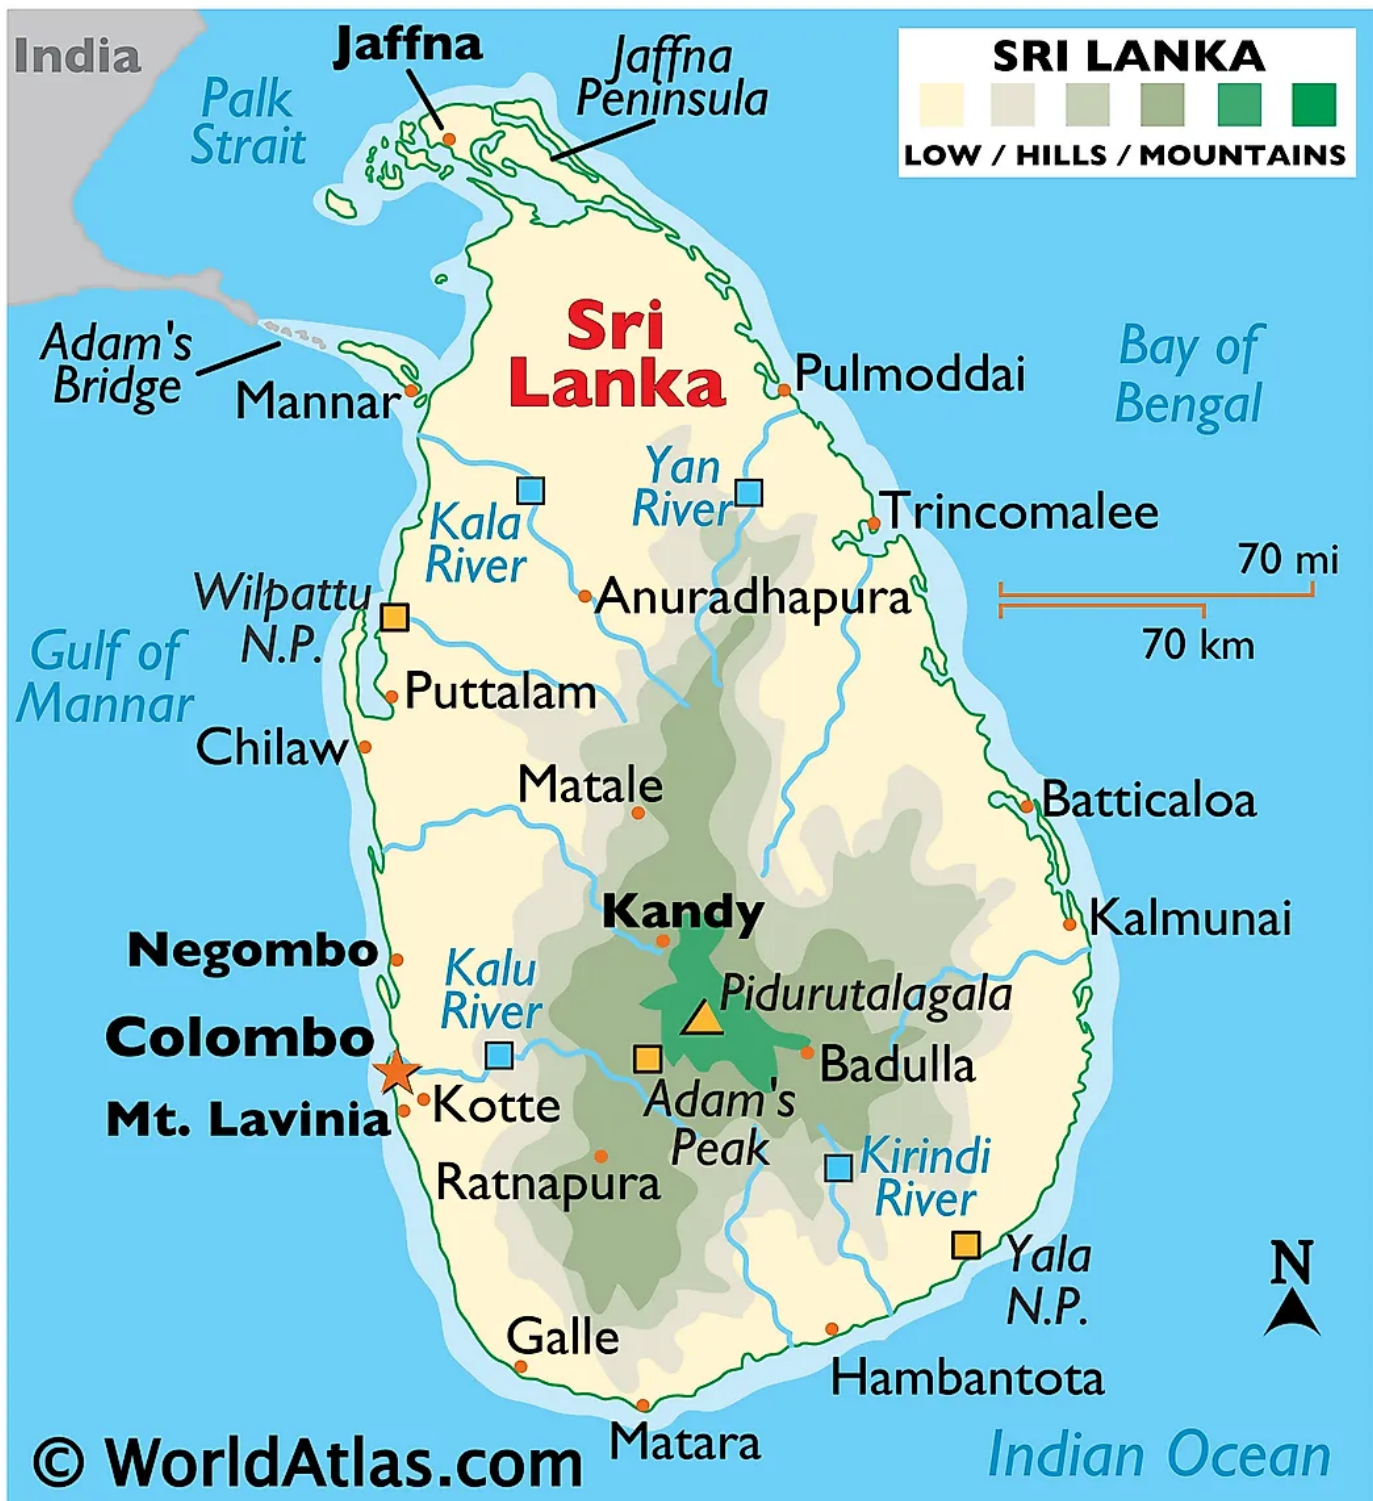 India
Jaffna
Jaffna
Peninsula
Palk
Strait
SRI LANKA
LOW / HILLS / MOUNTAINS
Adam's
Bridge
Mannar
Sri
Lanka
Pulmoddai
Bay of
Bengal
Yan
River
Kala
River
Trincomalee
70 mi
70 km
Wilpattu
N.P.
Anuradhapura
Gulf of
Mannar
Puttalam
Chilaw
Matale
Batticaloa
Kandy
Kalmunai
Negombo
Kalu
River
Pidurutalagala
Colombo
Badulla
Kotte
Mt. Lavinia
Adam's
Peak
Ratnapura
Kirindi
River
Yala
N.P.
N
Galle
Hambantota
Matara
Indian Ocean
© WorldAtlas.com